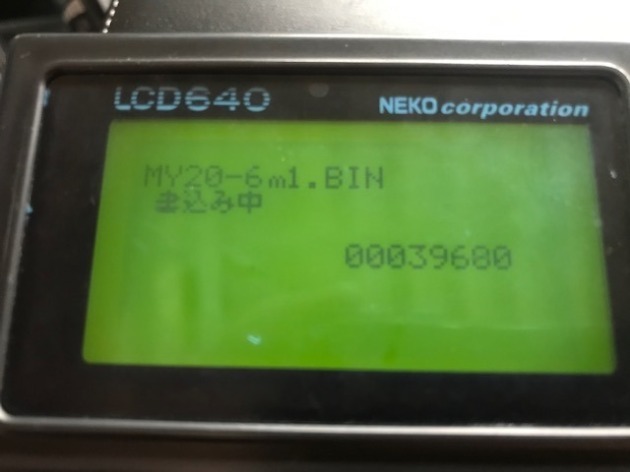 LCD640
NEKO corporation
MY20-6m1.BIN
書込み中
00039680